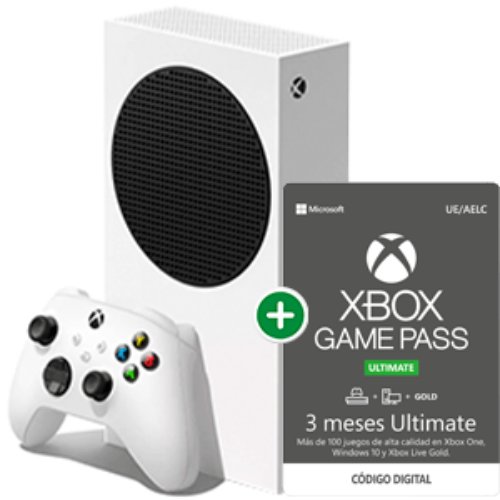 Microsoft
UE/AELC
XBOX
GAME PASS
ULTIMATE
+ + GOLD
3 meses Ultimate
Más de 100 juegos de alta calidad en Xbox One,
Windows 10 y Xbox Live Gold.
CÓDIGO DIGITAL